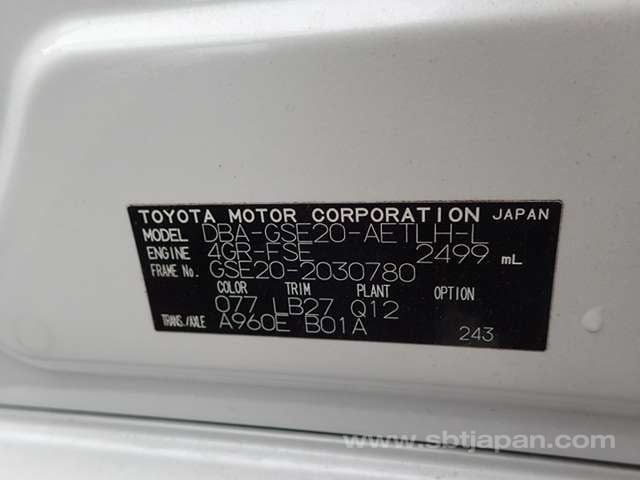 TOYOTA MOTOR CORPORATION JAPAN
MODEL DBA-GSE20-AETLH-L
ENGINE 4GR-FSE 2499 mL
FRAME NO. GSE20-2030780
COLOR TRIM PLANT OPTION
077 LB27 Q12
TRANS./AXLE A960E B01A 243
www.sbtjapan.com